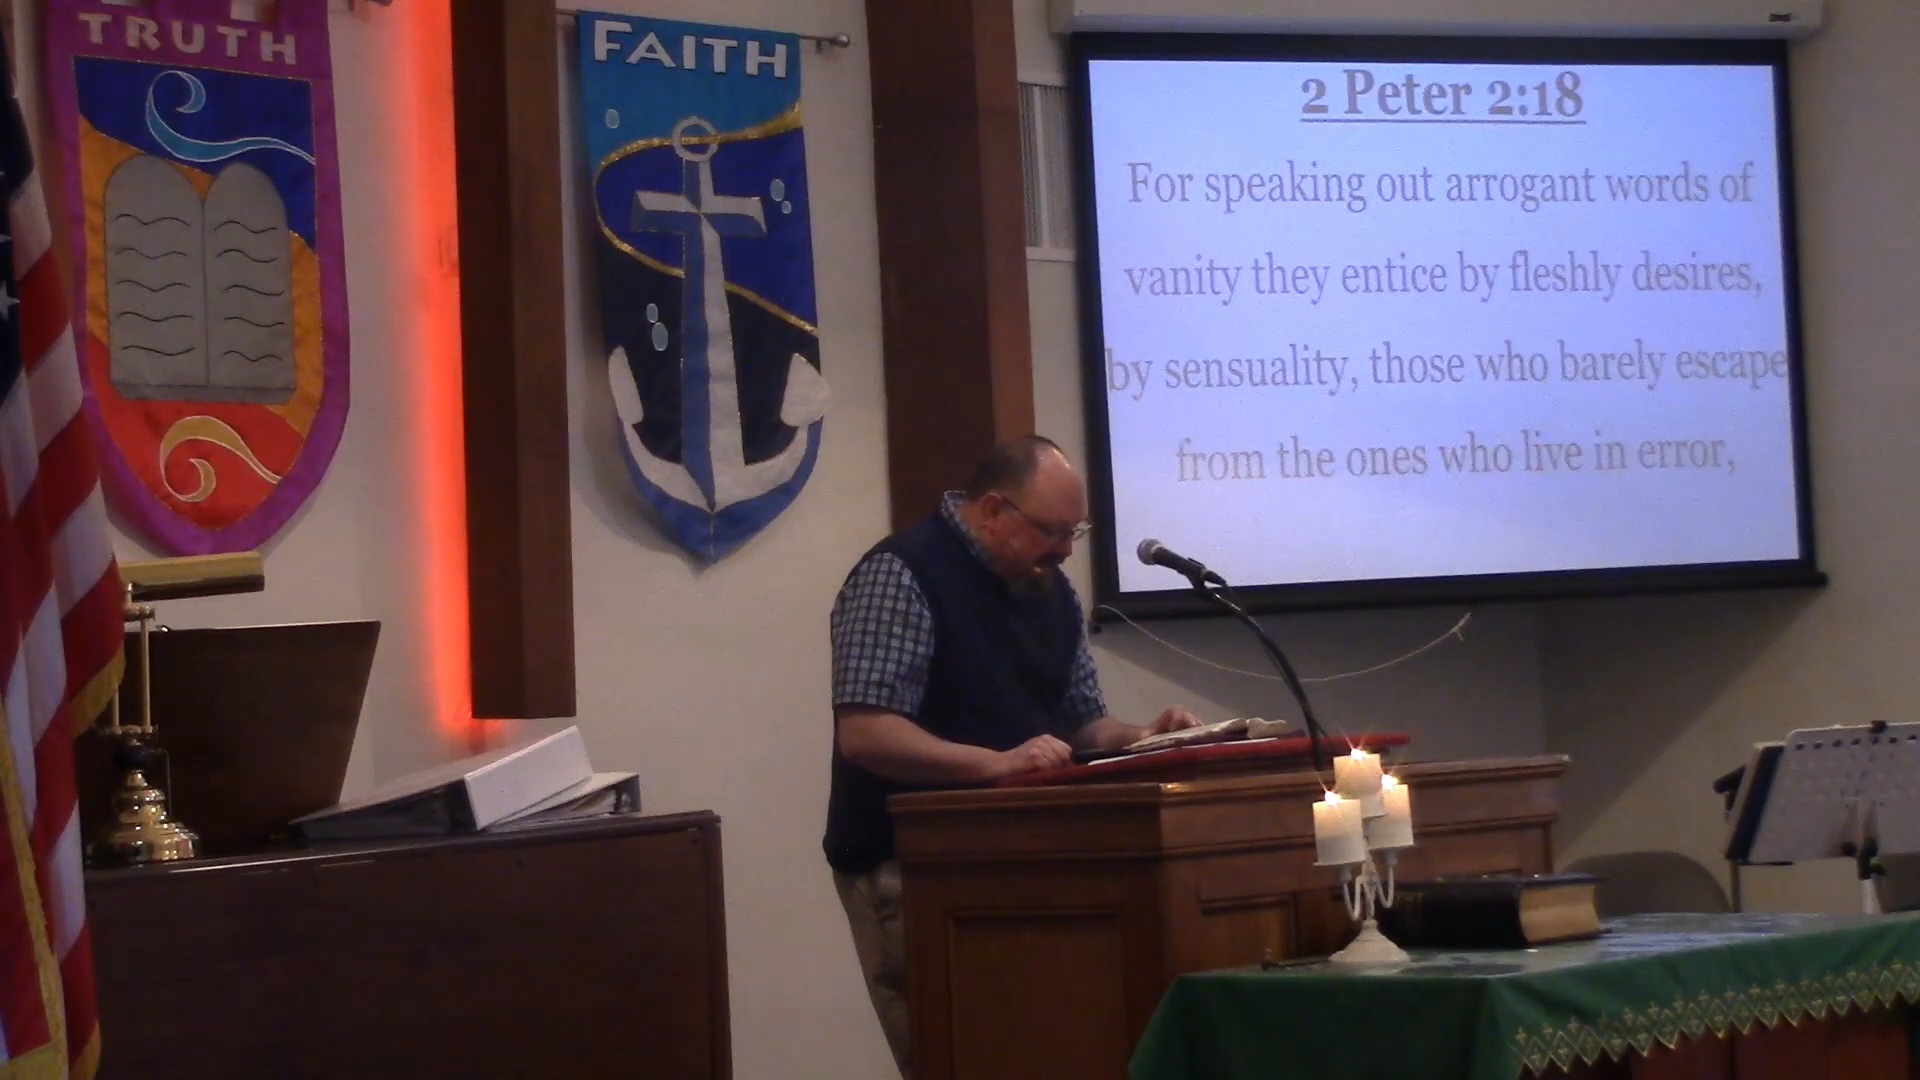 TRUTH
FAITH
2 Peter 2:18
For speaking out arrogant words of
vanity they entice by fleshly desires,
by sensuality, those who barely escape
from the ones who live in error,